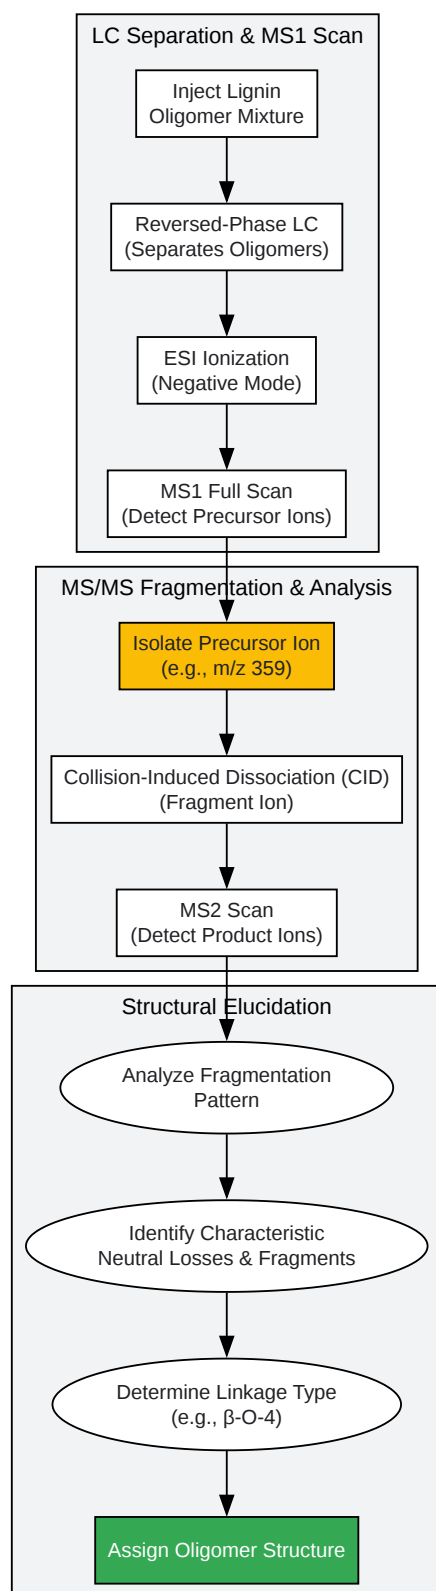 LC Separation & MS1 Scan
Inject Lignin
Oligomer Mixture
Reversed-Phase LC
(Separates Oligomers)
ESI Ionization
(Negative Mode)
MS1 Full Scan
(Detect Precursor Ions)
MS/MS Fragmentation & Analysis
Isolate Precursor Ion
(e.g., m/z 359)
Collision-Induced Dissociation (CID)
(Fragment Ion)
MS2 Scan
(Detect Product Ions)
Structural Elucidation
Analyze Fragmentation
Pattern
Identify Characteristic
Neutral Losses & Fragments
Determine Linkage Type
(e.g., β-O-4)
Assign Oligomer Structure